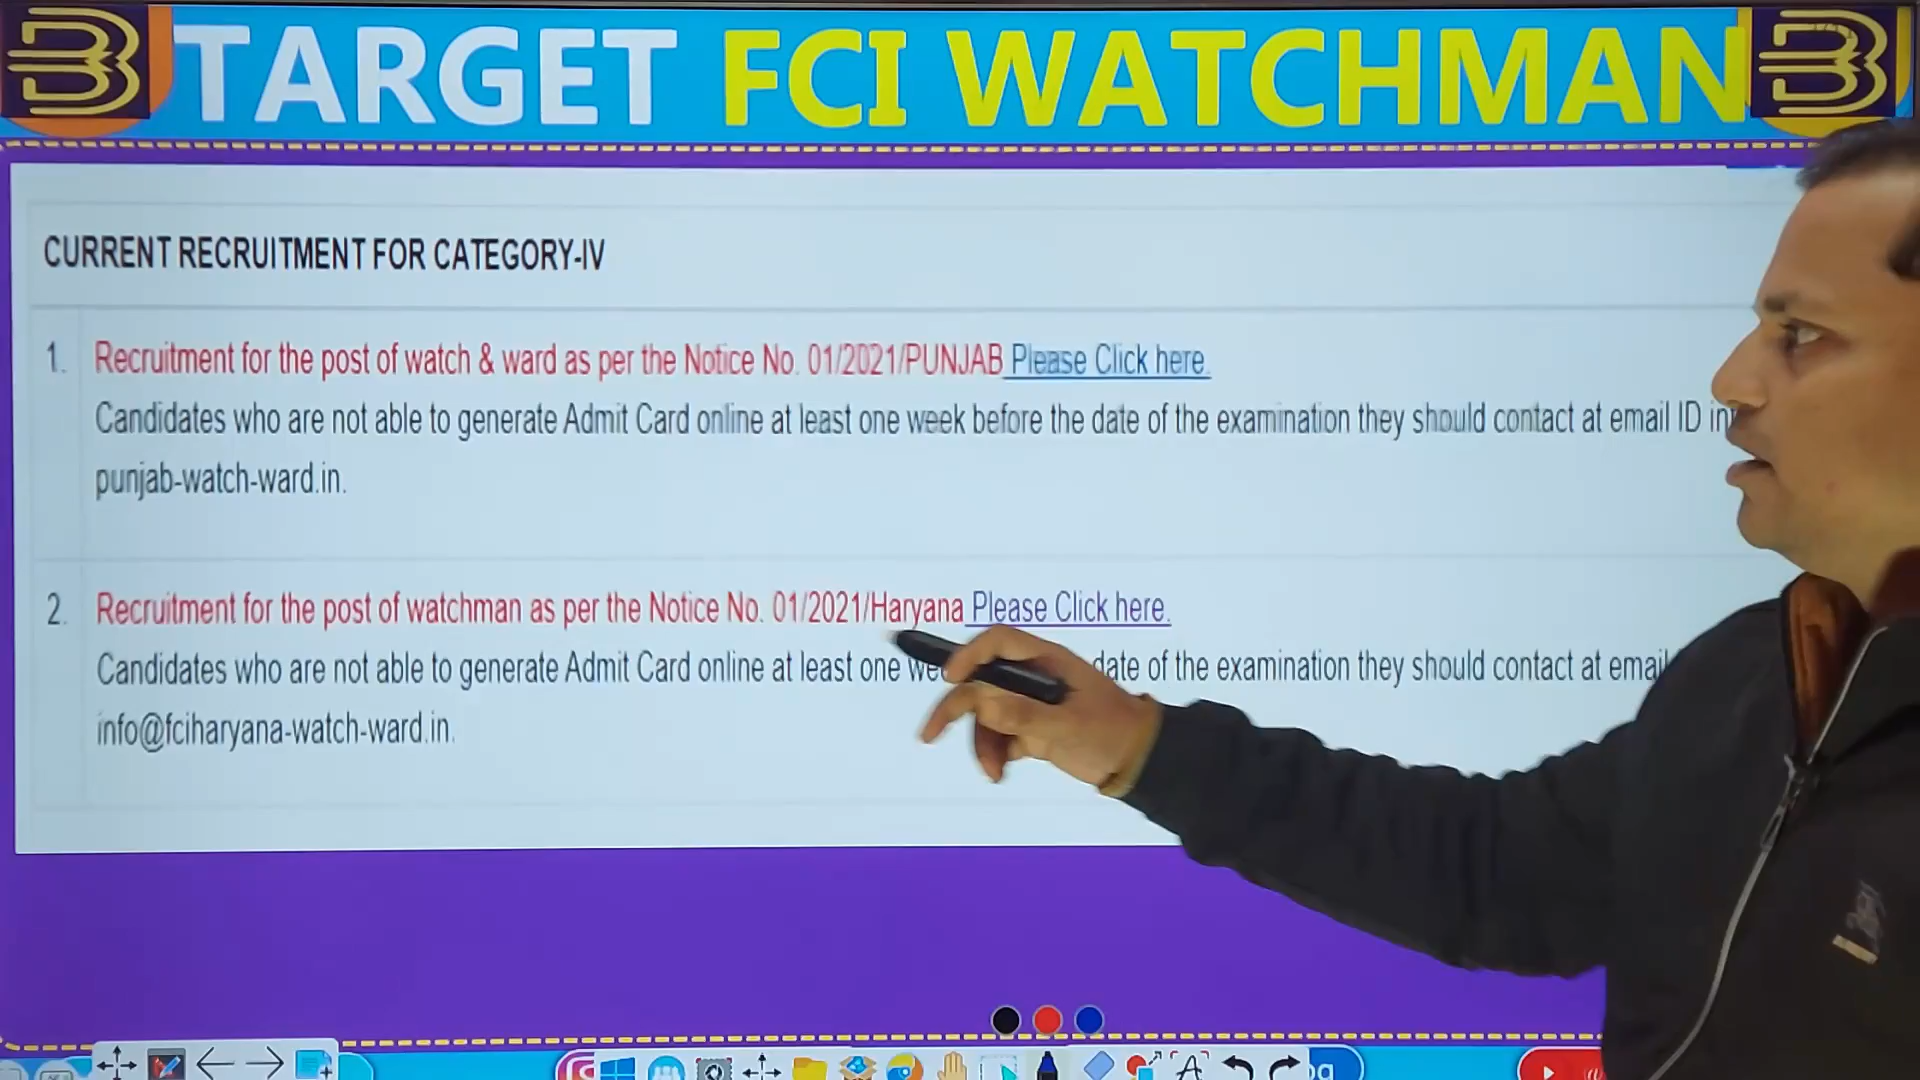 TARGET FCI WATCHMAN
CURRENT RECRUITMENT FOR CATEGORY-IV
1. Recruitment for the post of watch & ward as per the Notice No. 01/2021/PUNJAB Please Click here.
Candidates who are not able to generate Admit Card online at least one week before the date of the examination they should contact at email ID
punjab-watch-ward.in.
2. Recruitment for the post of watchman as per the Notice No. 01/2021/Haryana Please Click here.
Candidates who are not able to generate Admit Card online at least one date of the examination they should contact at email
info@fciharyana-watch-ward.in.